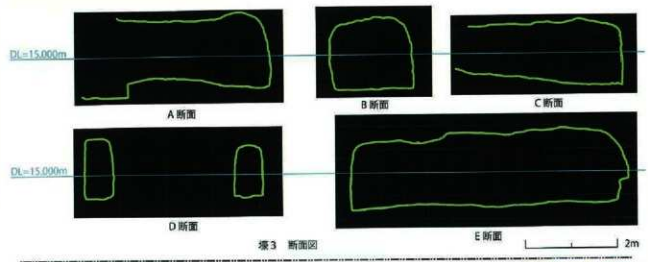 DL=15.000m
A 断面
B 断面
C 断面
DL=15.000m
D 断面
E 断面
壕3 断面図
2m